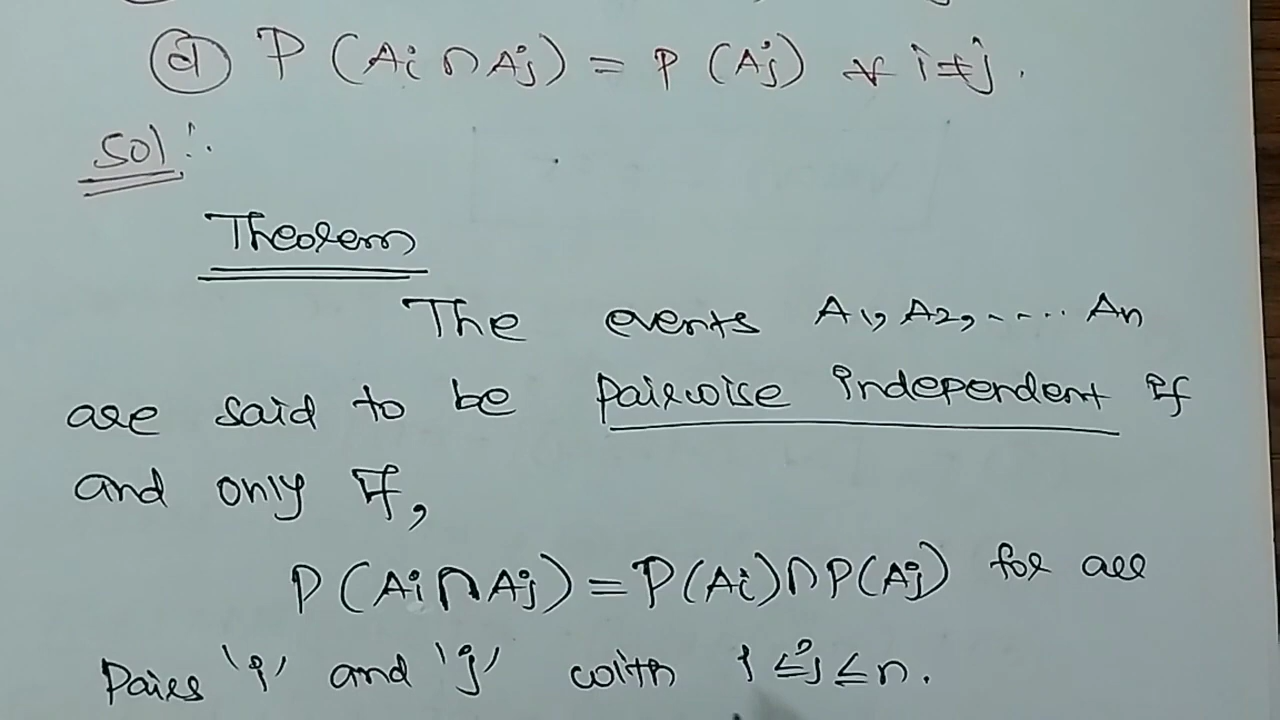 ⓓ P (Ai ∩ Aj) = P (Aj) ∀ i ≠ j.
Sol:
Theorem
The events A1, A2, ..... An
are said to be pairwise independent if
and only if,
P (Ai ∩ Aj) = P(Ai) ∩ P(Aj) for all
Pairs 'i' and 'j' with 1 ≤ j ≤ n.